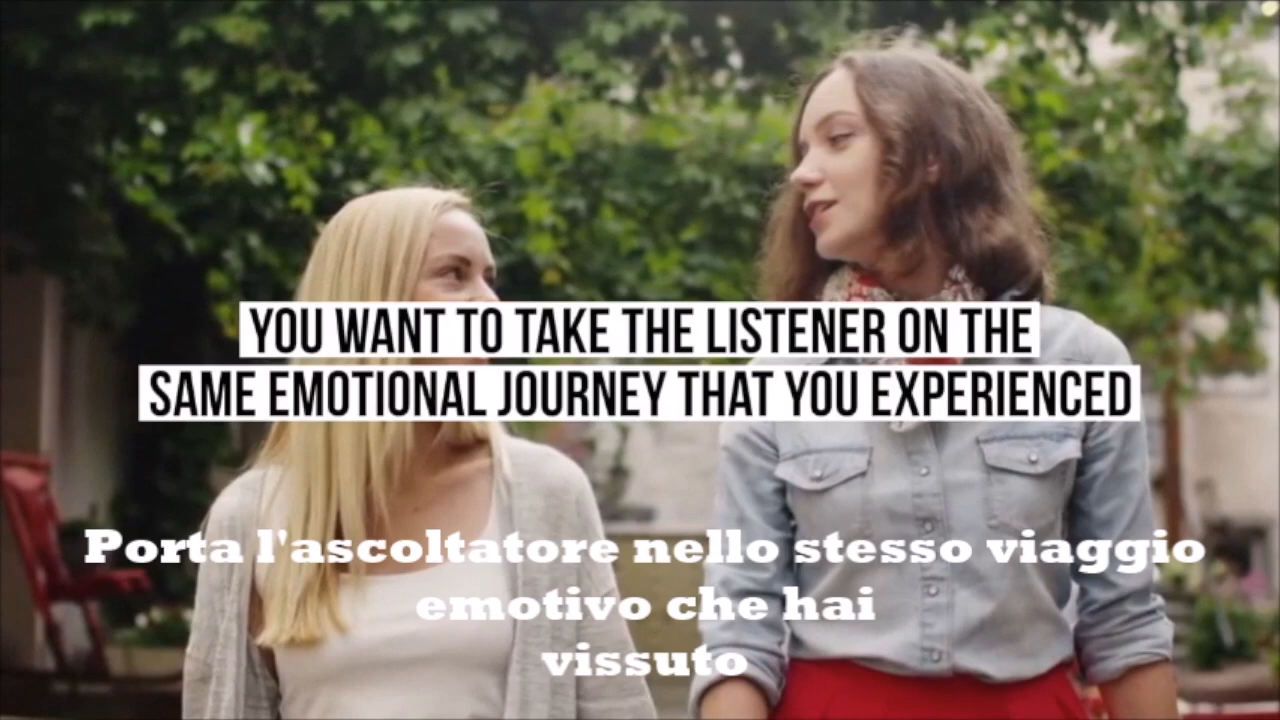 YOU WANT TO TAKE THE LISTENER ON THE
SAME EMOTIONAL JOURNEY THAT YOU EXPERIENCED
Porta l'ascoltatore nello stesso viaggio
emotivo che hai
vissuto